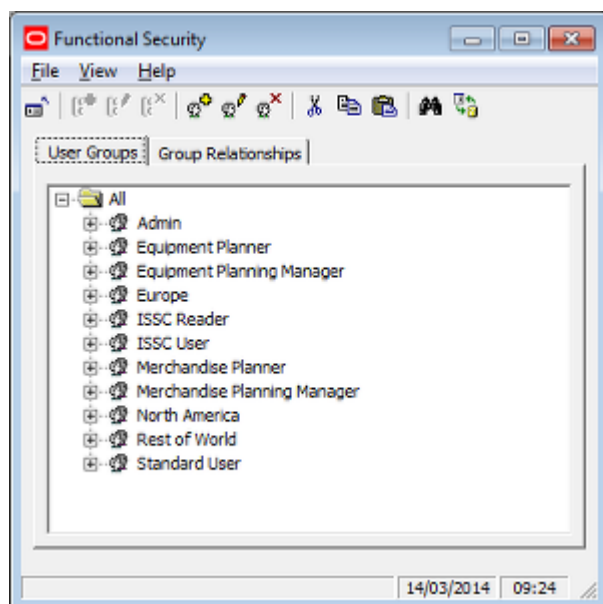 Functional Security
File View Help
User Groups Group Relationships
All
Admin
Equipment Planner
Equipment Planning Manager
Europe
ISSC Reader
ISSC User
Merchandise Planner
Merchandise Planning Manager
North America
Rest of World
Standard User
14/03/2014 09:24